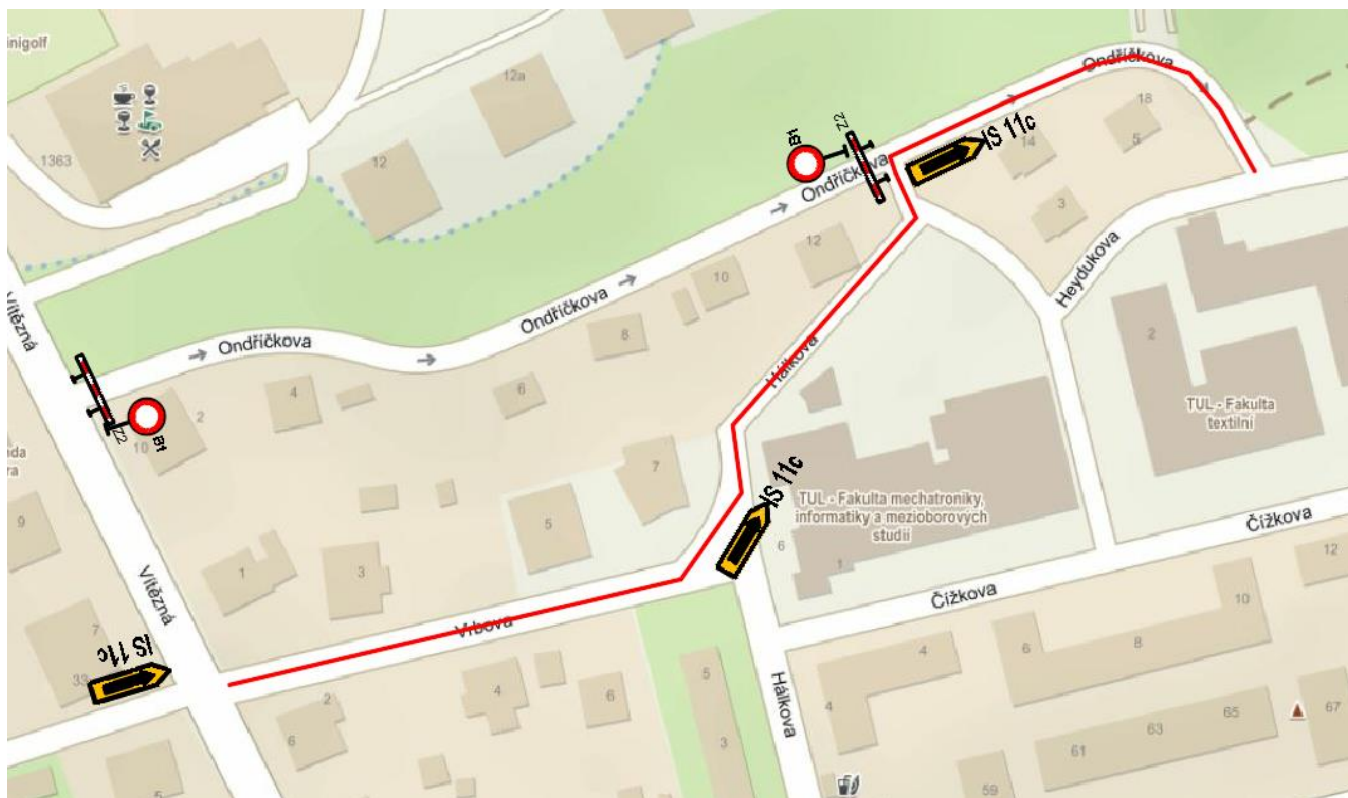 inigolf
12a
Ondříčkova
18
5
14
IS 11c
Z2
B1
1363
12
Ondříčkova
3
12
Vítězná
10
Heydukova
Ondříčkova
Ondříčkova
8
2
Hálkova
4
6
2
TUL - Fakulta
textilní
Z2
B1
10
7
9
IS 11c
TUL - Fakulta mechatroniky,
informatiky a mezioborových
studií
5
6
1
Čížkova
12
1
3
Vítězná
Čížkova
10
Vrbova
7
IS 11c
33
4
6
8
2
4
6
5
Hálkova
4
65
67
6
3
61
63
59
5